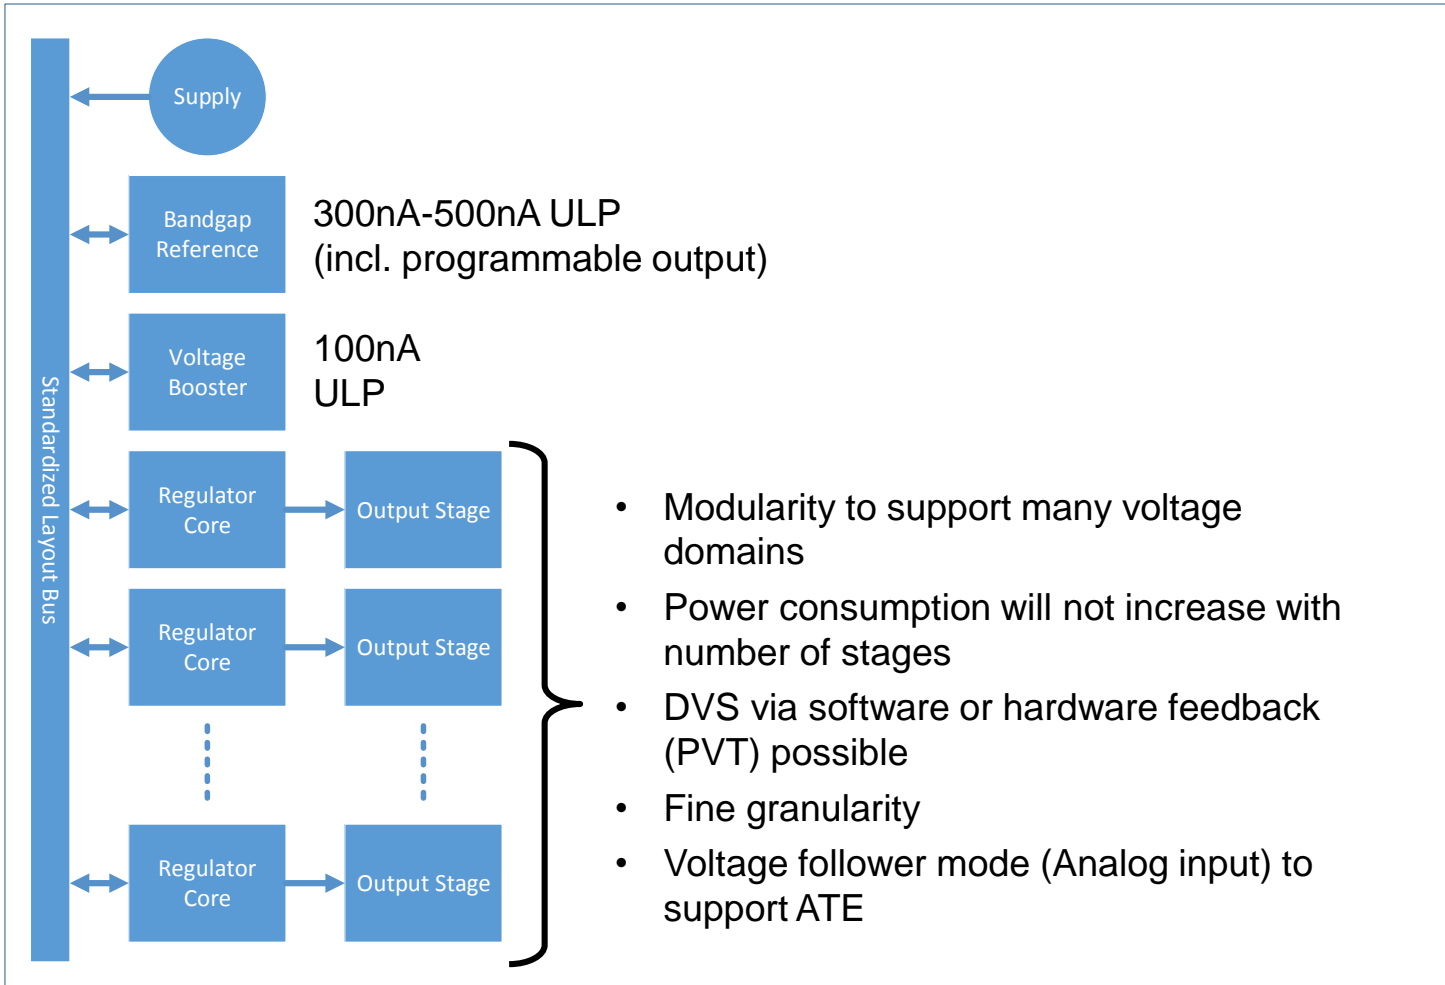 Supply
Bandgap
Reference
300nA-500nA ULP
(incl. programmable output)
Voltage
Booster
100nA
ULP
Standardized Layout Bus
Regulator
Core
Output Stage
Regulator
Core
Output Stage
Regulator
Core
Output Stage
• Modularity to support many voltage
domains
• Power consumption will not increase with
number of stages
• DVS via software or hardware feedback
(PVT) possible
• Fine granularity
• Voltage follower mode (Analog input) to
support ATE